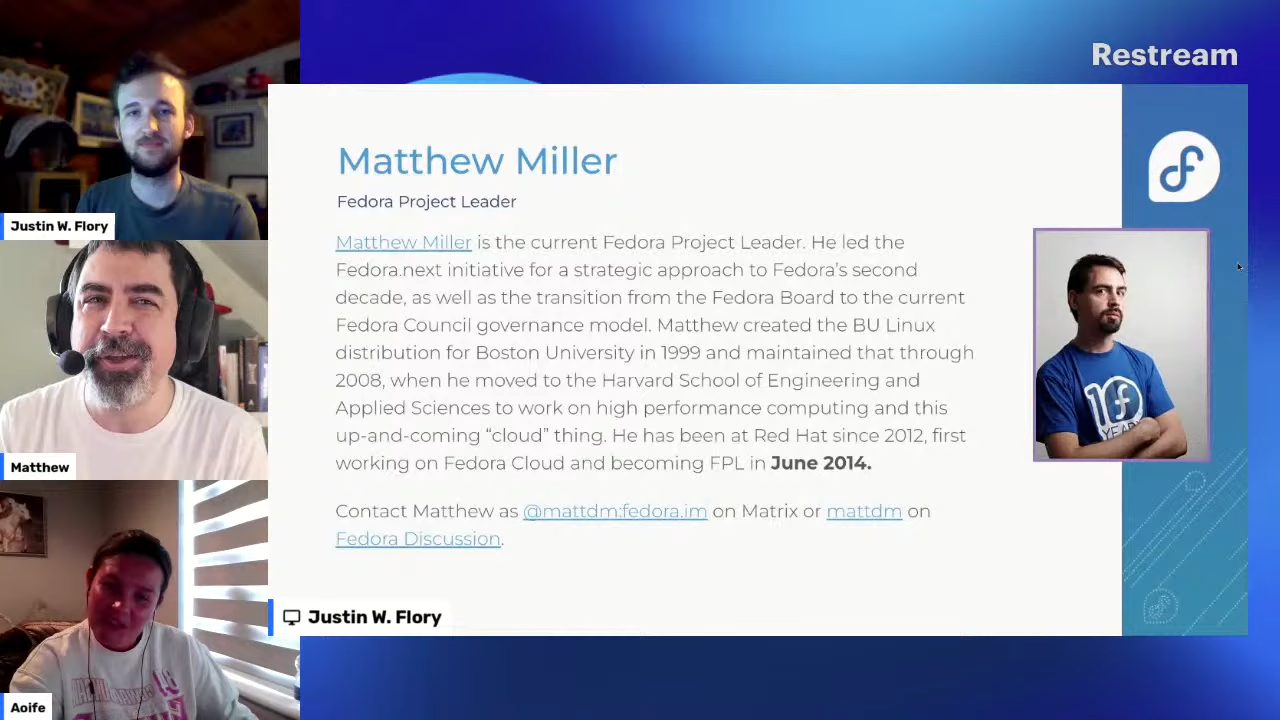 Restream
Matthew Miller
Fedora Project Leader
Matthew Miller is the current Fedora Project Leader. He led the
Fedora.next initiative for a strategic approach to Fedora's second
decade, as well as the transition from the Fedora Board to the current
Fedora Council governance model. Matthew created the BU Linux
distribution for Boston University in 1999 and maintained that through
2008, when he moved to the Harvard School of Engineering and
Applied Sciences to work on high performance computing and this
up-and-coming “cloud” thing. He has been at Red Hat since 2012, first
working on Fedora Cloud and becoming FPL in June 2014.
Contact Matthew as @mattdm:fedora.im on Matrix or mattdm on
Fedora Discussion.
10
YEARS
Justin W. Flory
Justin W. Flory
Matthew
Aoife